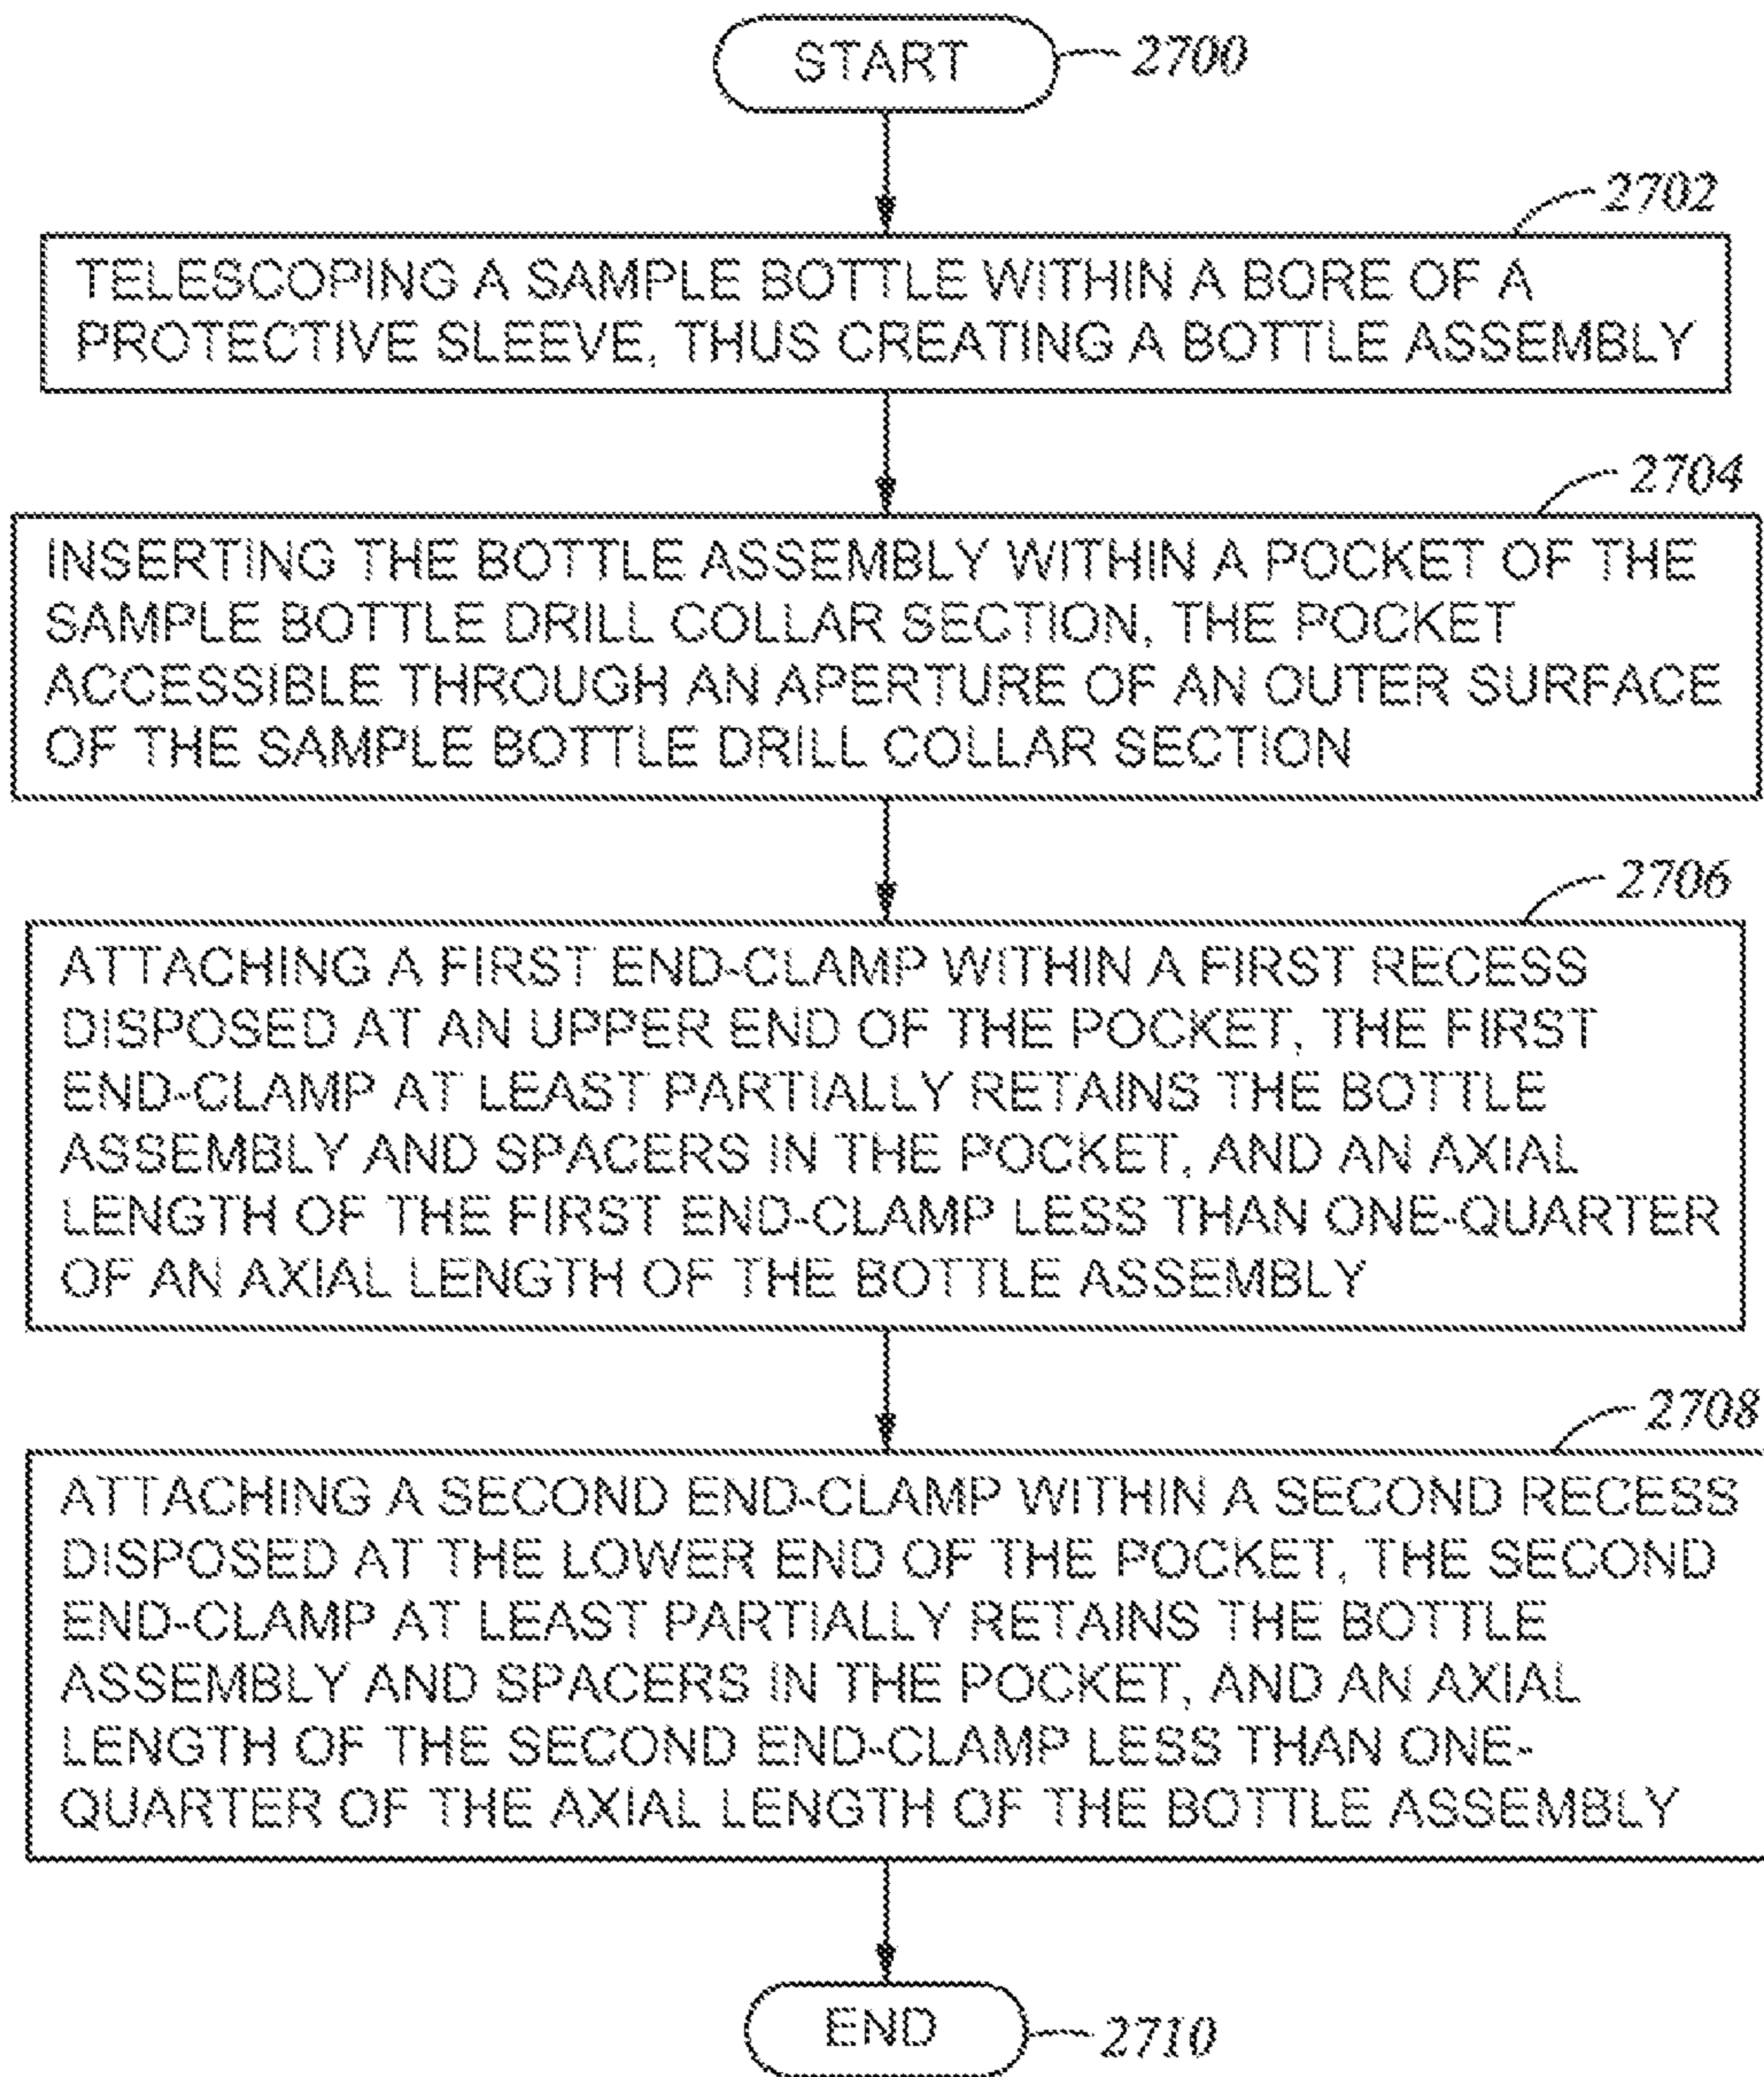 START 2700
2702
TELESCOPING A SAMPLE BOTTLE WITHIN A BORE OF A
PROTECTIVE SLEEVE, THUS CREATING A BOTTLE ASSEMBLY
2704
INSERTING THE BOTTLE ASSEMBLY WITHIN A POCKET OF THE
SAMPLE BOTTLE DRILL COLLAR SECTION, THE POCKET
ACCESSIBLE THROUGH AN APERTURE OF AN OUTER SURFACE
OF THE SAMPLE BOTTLE DRILL COLLAR SECTION
2706
ATTACHING A FIRST END-CLAMP WITHIN A FIRST RECESS
DISPOSED AT AN UPPER END OF THE POCKET, THE FIRST
END-CLAMP AT LEAST PARTIALLY RETAINS THE BOTTLE
ASSEMBLY AND SPACERS IN THE POCKET, AND AN AXIAL
LENGTH OF THE FIRST END-CLAMP LESS THAN ONE-QUARTER
OF AN AXIAL LENGTH OF THE BOTTLE ASSEMBLY
2708
ATTACHING A SECOND END-CLAMP WITHIN A SECOND RECESS
DISPOSED AT THE LOWER END OF THE POCKET, THE SECOND
END-CLAMP AT LEAST PARTIALLY RETAINS THE BOTTLE
ASSEMBLY AND SPACERS IN THE POCKET, AND AN AXIAL
LENGTH OF THE SECOND END-CLAMP LESS THAN ONE-
QUARTER OF THE AXIAL LENGTH OF THE BOTTLE ASSEMBLY
END 2710